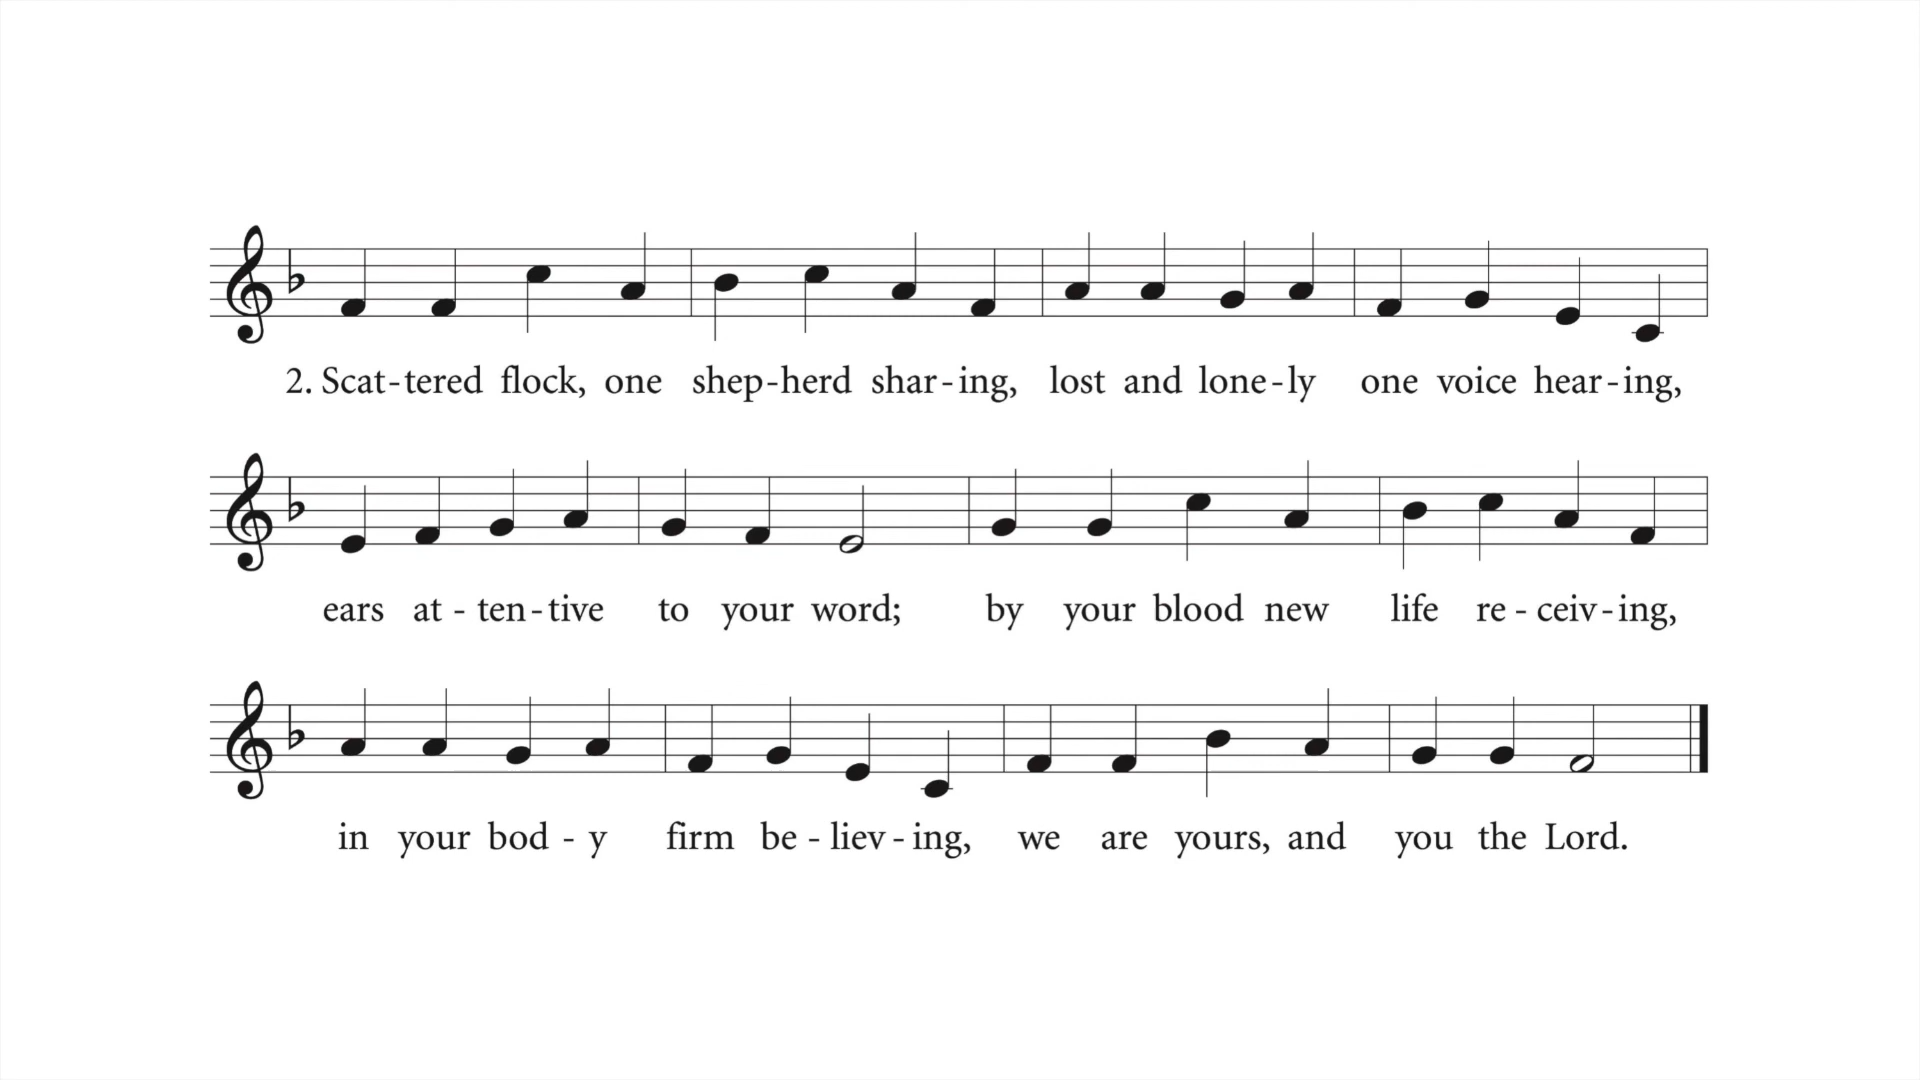 2. Scat-tered flock, one shep-herd shar-ing, lost and lone-ly one voice hear-ing,
ears at - ten-tive to your word; by your blood new life re - ceiv-ing,
in your bod - y firm be - liev-ing, we are yours, and you the Lord.